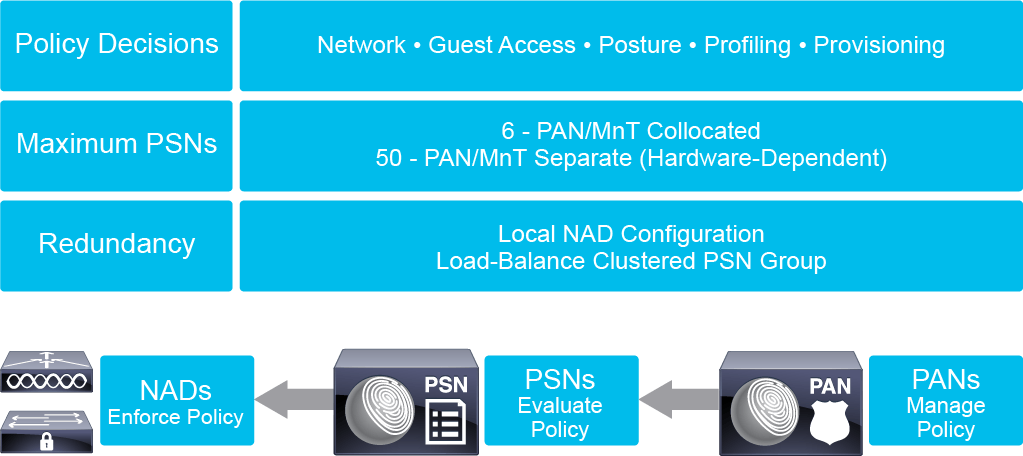 Policy Decisions
Network • Guest Access • Posture • Profiling • Provisioning
Maximum PSNs
6 - PAN/MnT Collocated
50 - PAN/MnT Separate (Hardware-Dependent)
Redundancy
Local NAD Configuration
Load-Balance Clustered PSN Group
NADs
Enforce Policy
PSN
PSNs
Evaluate
Policy
PAN
PANs
Manage
Policy